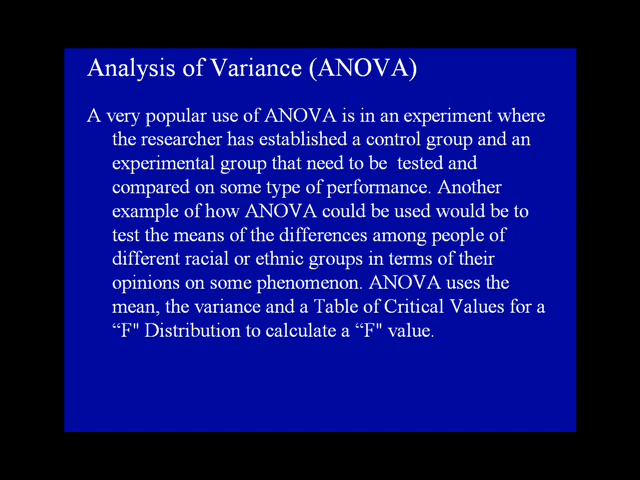 Analysis of Variance (ANOVA)
A very popular use of ANOVA is in an experiment where
the researcher has established a control group and an
experimental group that need to be  tested and
compared on some type of performance. Another
example of how ANOVA could be used would be to
test the means of the differences among people of
different racial or ethnic groups in terms of their
opinions on some phenomenon. ANOVA uses the
mean, the variance and a Table of Critical Values for a
“F" Distribution to calculate a “F" value.